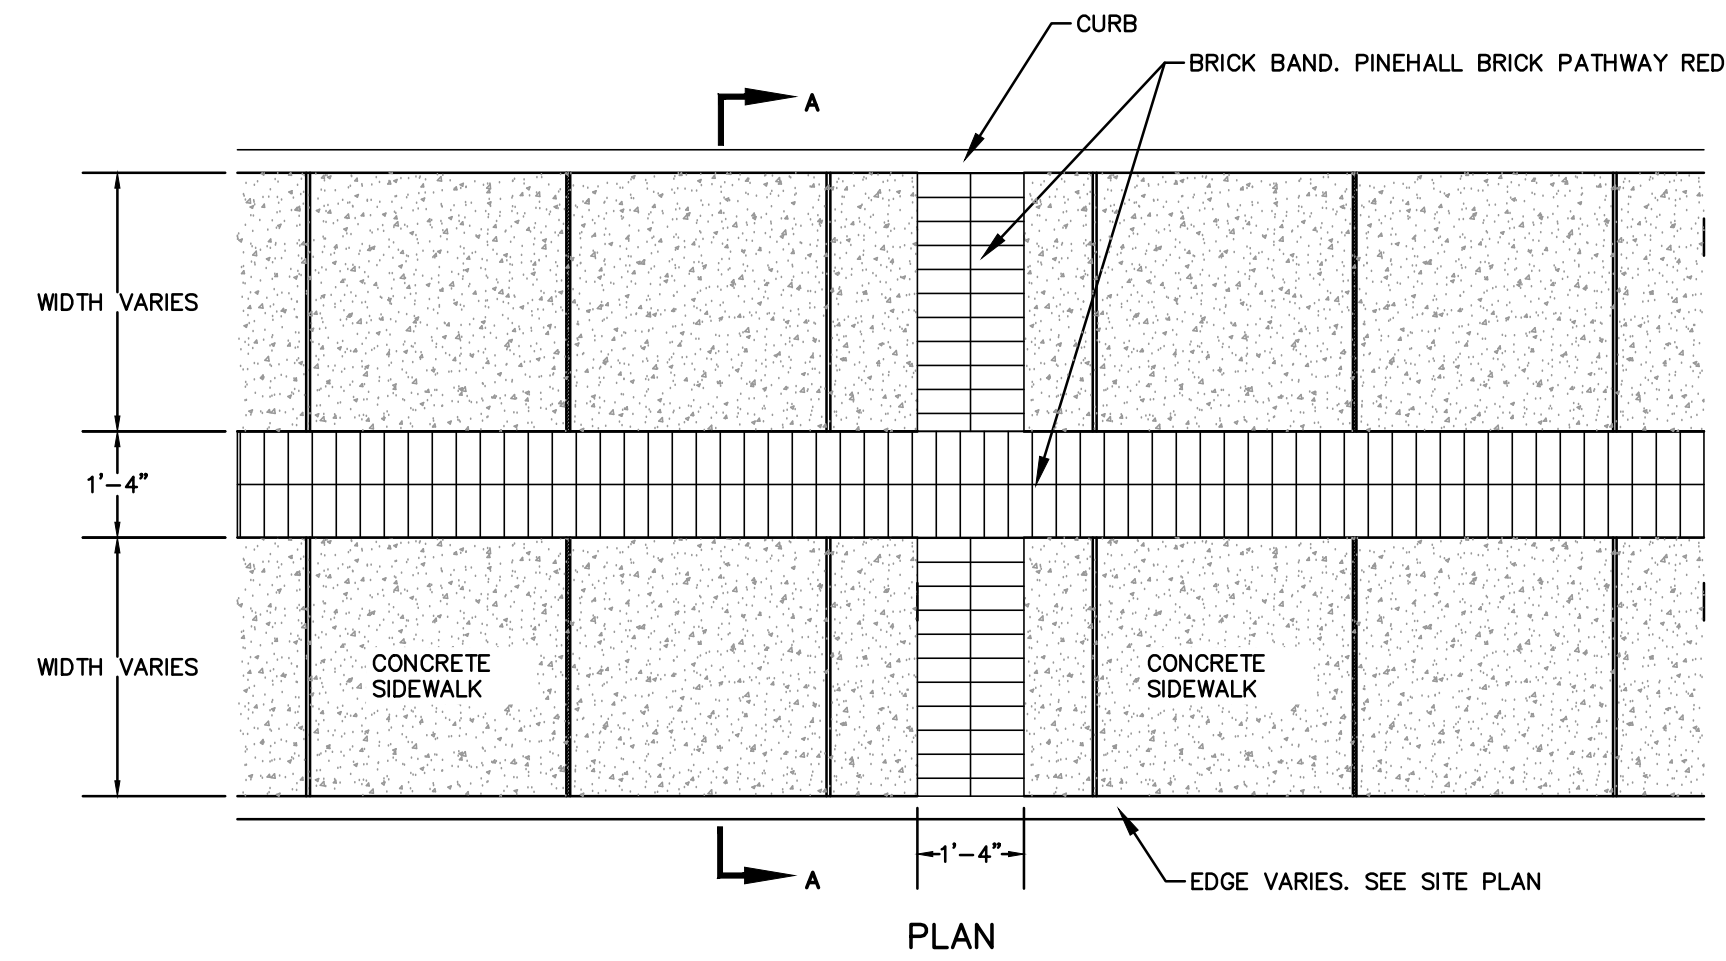 CURB
BRICK BAND. PINEHALL BRICK PATHWAY RED
A
WIDTH VARIES
1'-4"
WIDTH VARIES
CONCRETE
SIDEWALK
CONCRETE
SIDEWALK
1'-4"
A
EDGE VARIES. SEE SITE PLAN
PLAN